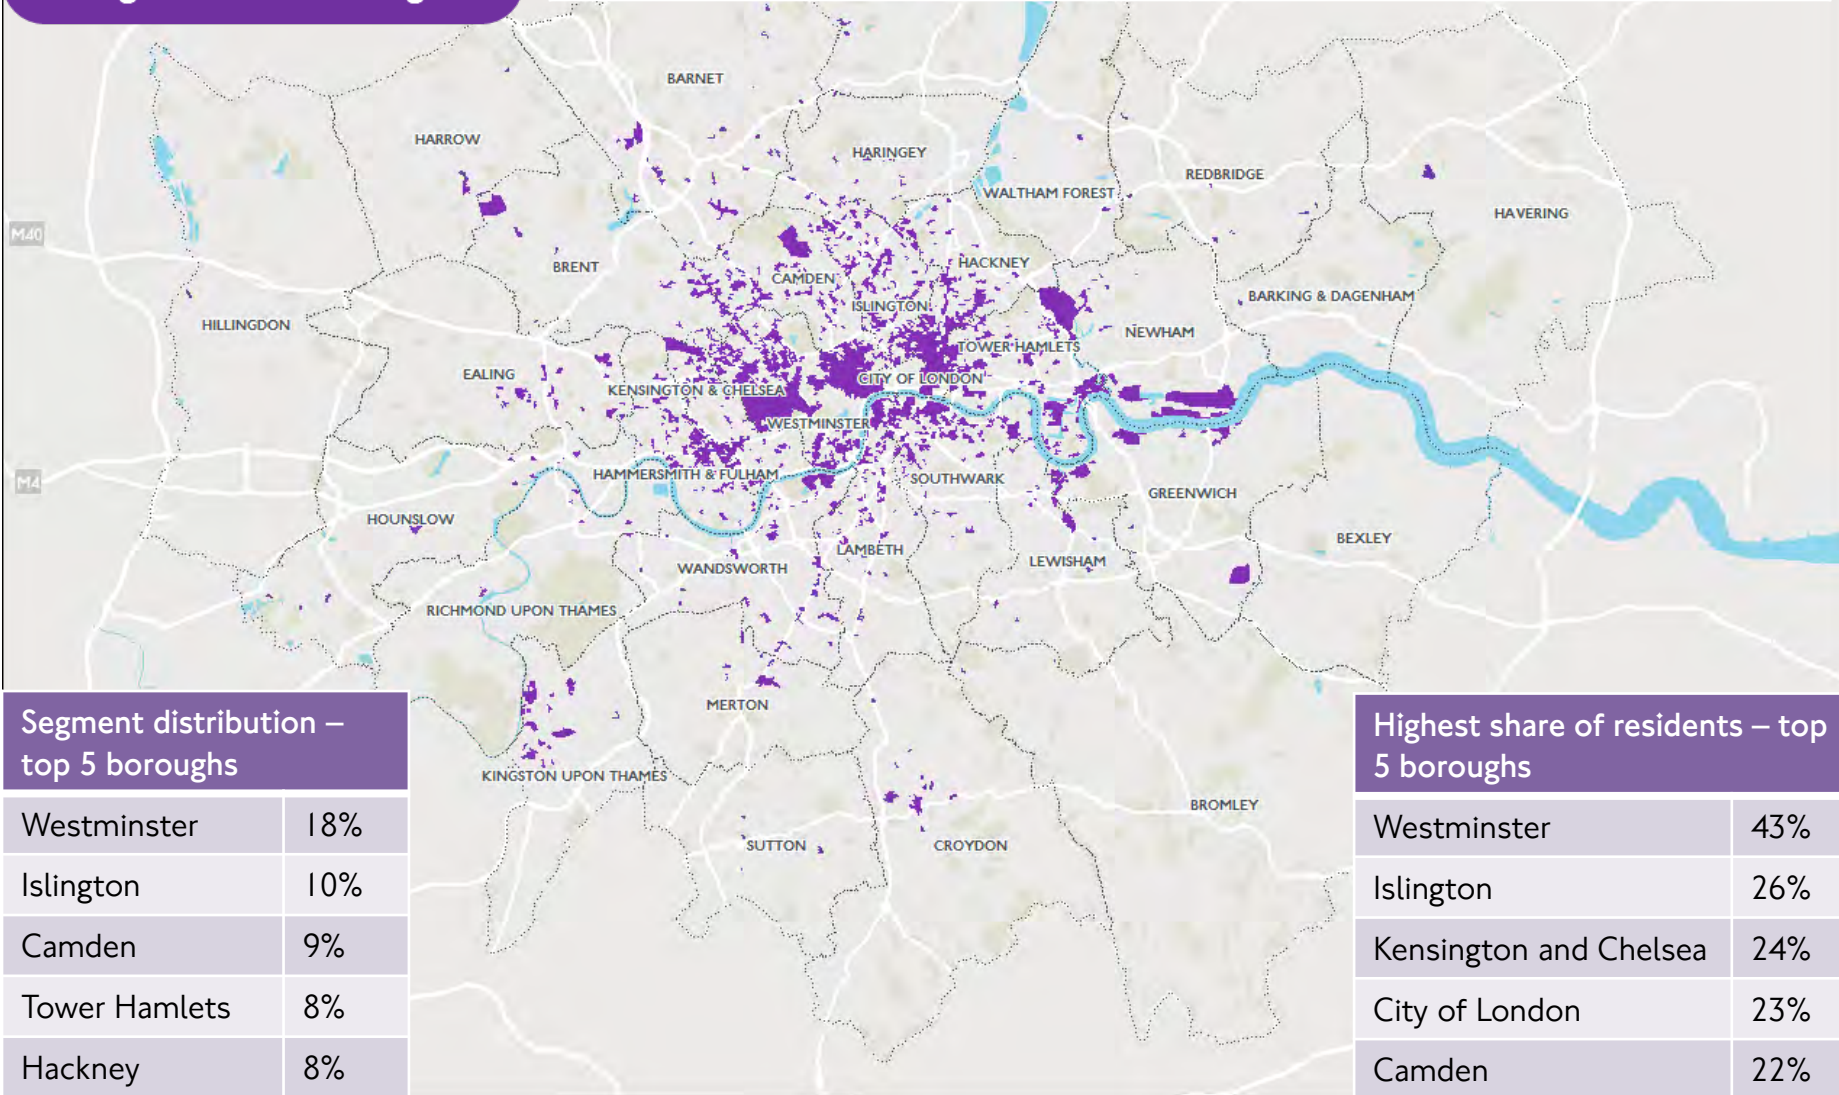 BARNET
HARROW
HARINGEY
REDBRIDGE
WALTHAM FOREST
HAVERING
M40
BRENT
HACKNEY
CAMDEN
ISLINGTON
BARKING & DAGENHAM
HILLINGDON
NEWHAM
TOWER HAMLETS
EALING
CITY OF LONDON
KENSINGTON & CHELSEA
WESTMINSTER
HAMMERSMITH & FULHAM
SOUTHWARK
M4
GREENWICH
HOUNSLOW
BEXLEY
LAMBETH
LEWISHAM
WANDSWORTH
RICHMOND UPON THAMES
MERTON
KINGSTON UPON THAMES
BROMLEY
SUTTON
CROYDON
Segment distribution –
top 5 boroughs
Westminster 18%
Islington 10%
Camden 9%
Tower Hamlets 8%
Hackney 8%
Highest share of residents – top
5 boroughs
Westminster 43%
Islington 26%
Kensington and Chelsea 24%
City of London 23%
Camden 22%